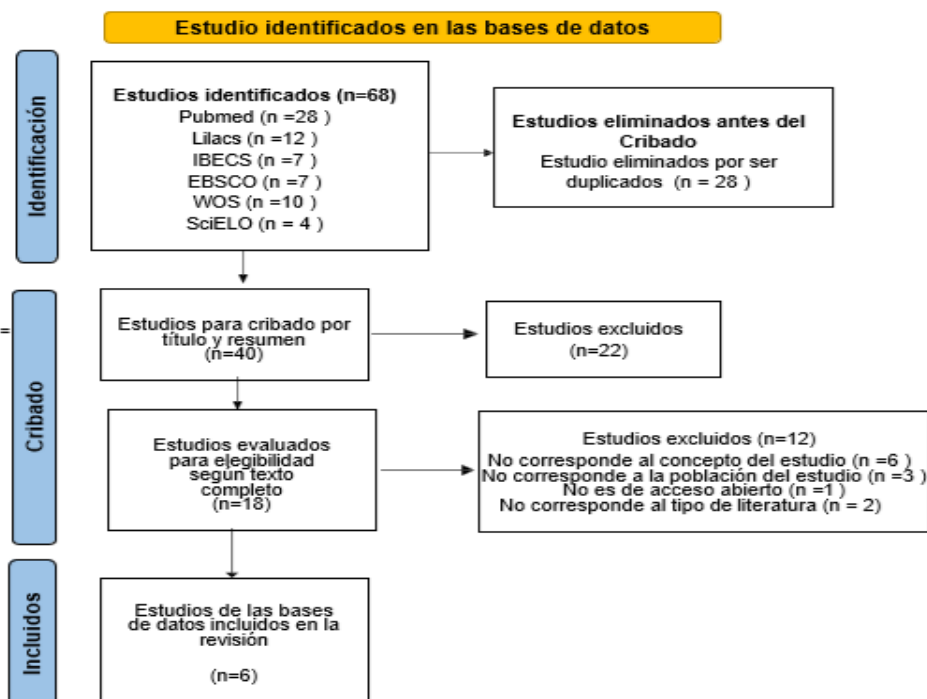 Estudio identificados en las bases de datos
Identificación
Estudios identificados (n=68)
Pubmed (n =28 )
Lilacs (n =12 )
IBECS (n =7 )
EBSCO (n =7 )
WOS (n =10 )
SciELO (n = 4 )
Estudios eliminados antes del
Cribado
Estudio eliminados por ser
duplicados (n = 28 )
=
Cribado
Estudios para cribado por
título y resumen
(n=40)
Estudios excluidos
(n=22)
Estudios evaluados
para elegibilidad
según texto
completo
(n=18)
Estudios excluidos (n=12)
No corresponde al concepto del estudio (n =6 )
No corresponde a la población del estudio (n =3 )
No es de acceso abierto (n =1 )
No corresponde al tipo de literatura (n = 2)
Incluidos
Estudios de las bases
de datos incluidos en la
revisión
(n=6)